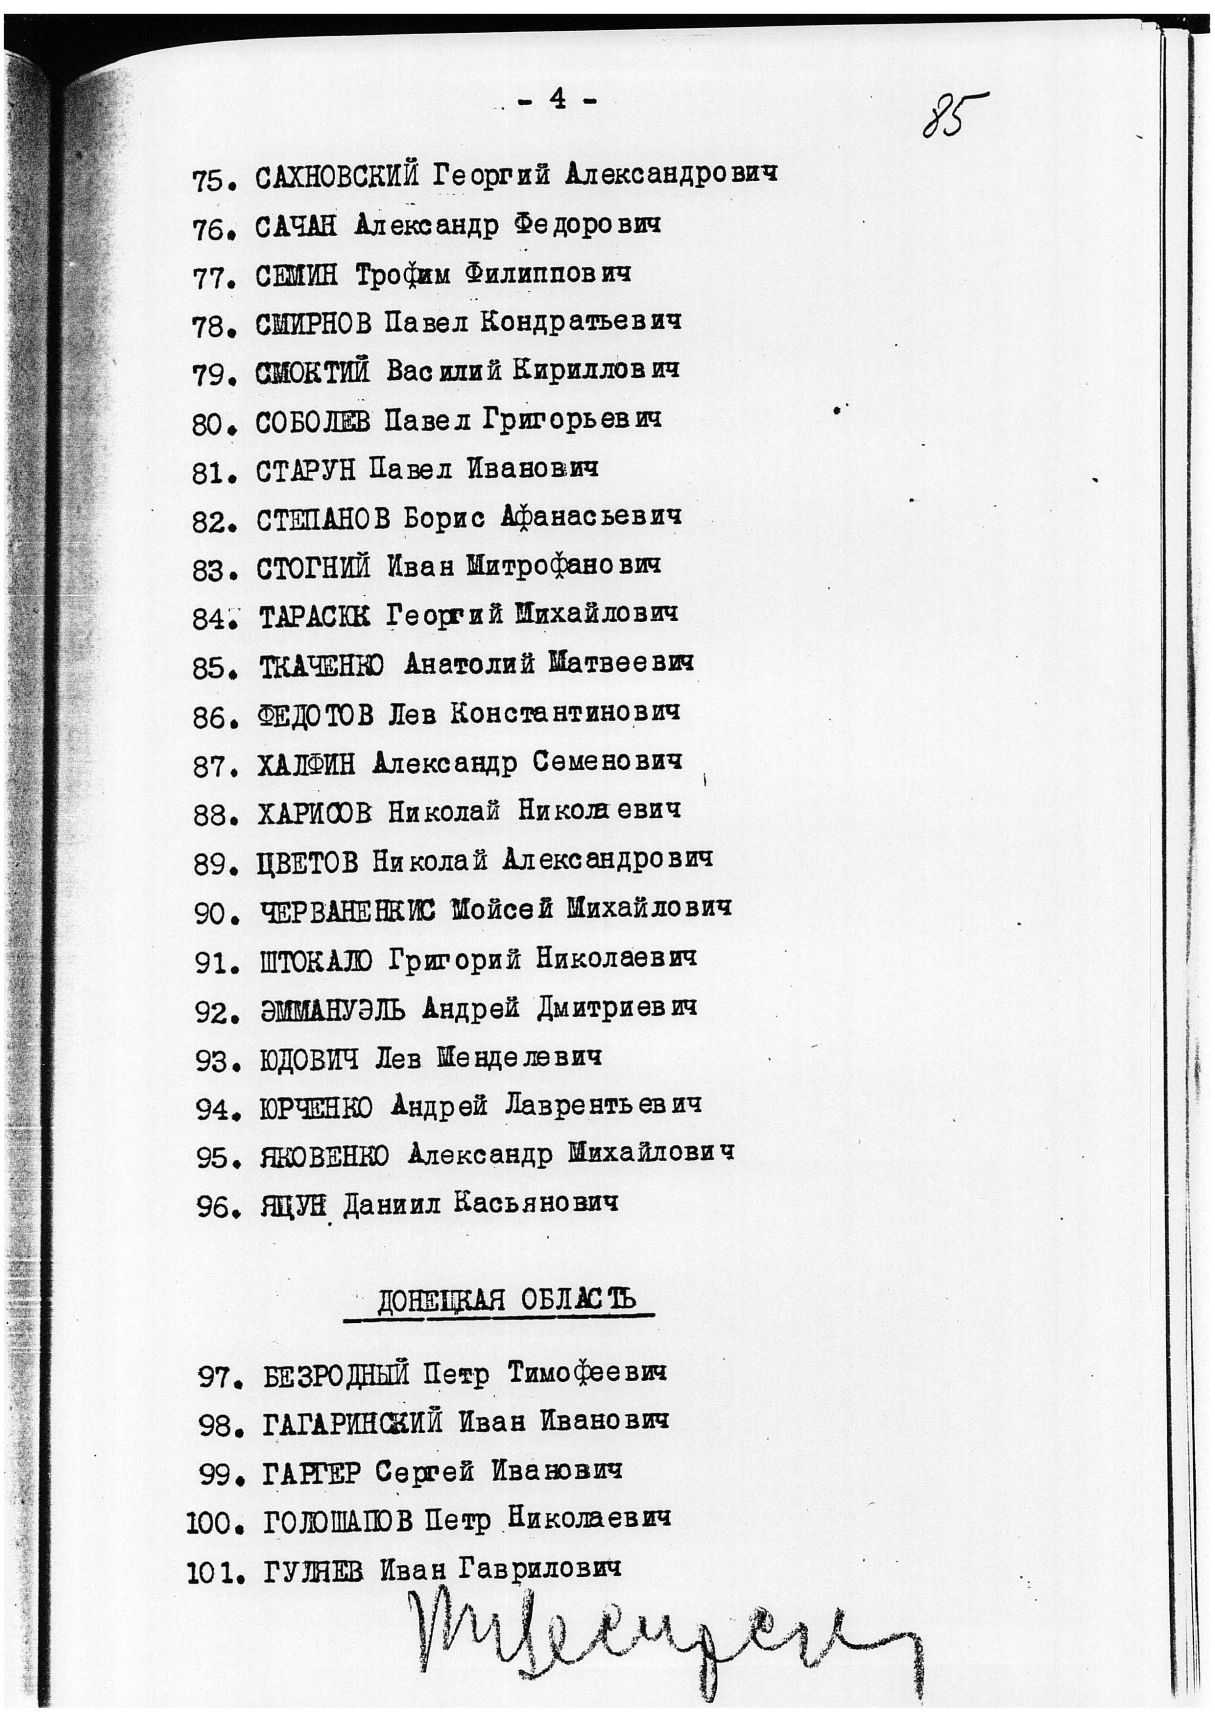 - 4 -
85
75. САХНОВСКИЙ Георгий Александрович
76. САЧАН Александр Федорович
77. СЕМИН Трофим Филиппович
78. СМИРНОВ Павел Кондратьевич
79. СМОКТИЙ Василий Кириллович
80. СОБОЛЕВ Павел Григорьевич
81. СТАРУН Павел Иванович
82. СТЕПАНОВ Борис Афанасьевич
83. СТОГНИЙ Иван Митрофанович
84. ТАРАСЮК Георгий Михайлович
85. ТКАЧЕНКО Анатолий Матвеевич
86. ФЕДОТОВ Лев Константинович
87. ХАЛФИН Александр Семенович
88. ХАРИСОВ Николай Николаевич
89. ЦВЕТОВ Николай Александрович
90. ЧЕРВАНЕНКИС Мойсей Михайлович
91. ШТОКАЛО Григорий Николаевич
92. ЭММАНУЭЛЬ Андрей Дмитриевич
93. ЮДОВИЧ Лев Менделевич
94. ЮРЧЕНКО Андрей Лаврентьевич
95. ЯКОВЕНКО Александр Михайлович
96. ЯЦУН Даниил Касьянович
ДОНЕЦКАЯ ОБЛАСТЬ
97. БЕЗРОДНЫЙ Петр Тимофеевич
98. ГАГАРИНСКИЙ Иван Иванович
99. ГАРГЕР Сергей Иванович
100. ГОЛОШАПОВ Петр Николаевич
101. ГУЛЯЕВ Иван Гаврилович